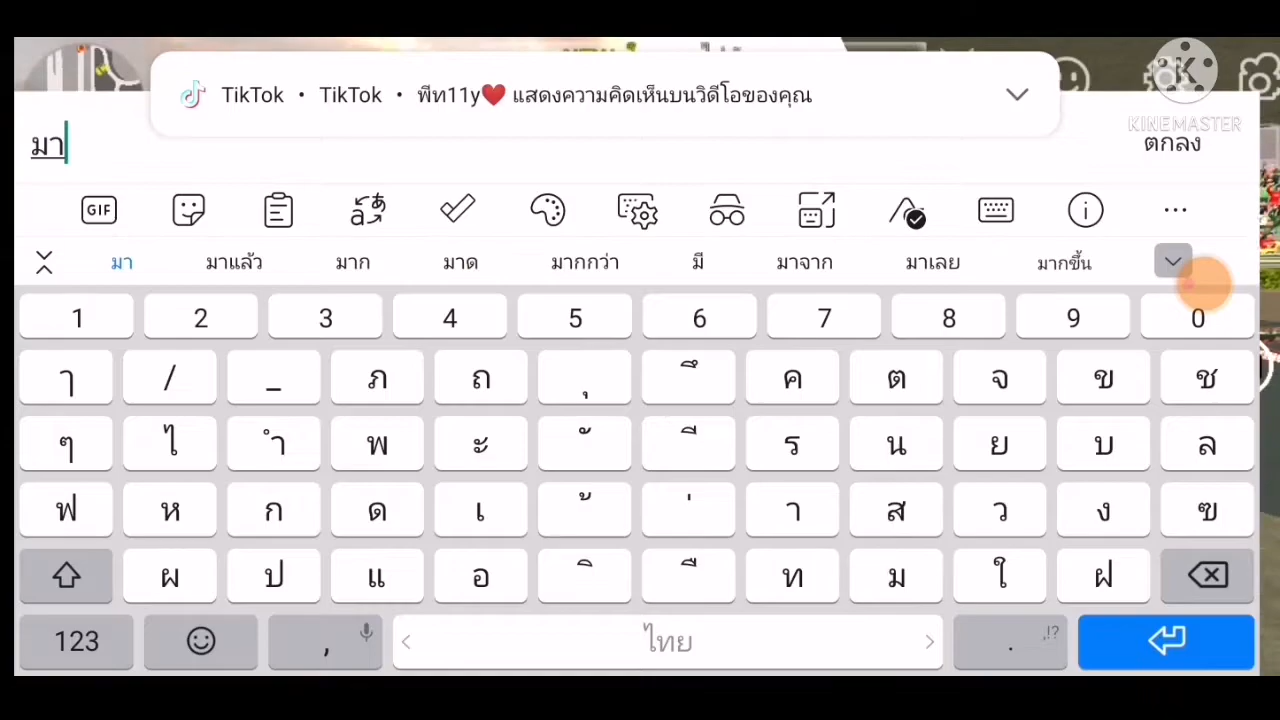 TikTok • TikTok • พีท11y❤️ แสดงความคิดเห็นบนวิดีโอของคุณ
KINEMASTER
มา
ตกลง
GIF
มา มาแล้ว มาก มาด มากกว่า มี มาจาก มาเลย มากขึ้น
1 2 3 4 5 6 7 8 9 0
ๅ / _ ภ ถ ุ ึ ค ต จ ข ช
ๆ ไ ำ พ ะ ั ี ร น ย บ ล
ฟ ห ก ด เ ้ ่ า ส ว ง ฃ
ผ ป แ อ ิ ื ท ม ใ ฝ
123 , ไทย . ,!?